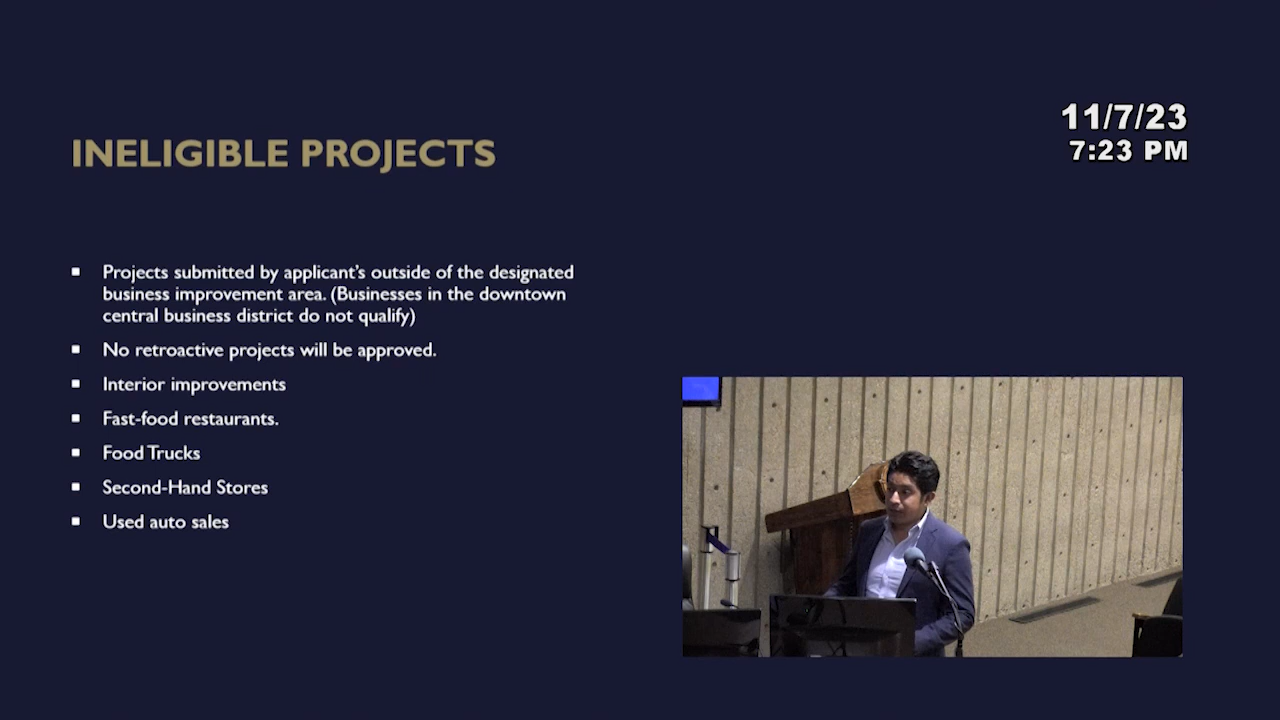 11/7/23
7:23 PM
INELIGIBLE PROJECTS
Projects submitted by applicant's outside of the designated
business improvement area. (Businesses in the downtown
central business district do not qualify)
No retroactive projects will be approved.
Interior improvements
Fast-food restaurants.
Food Trucks
Second-Hand Stores
Used auto sales